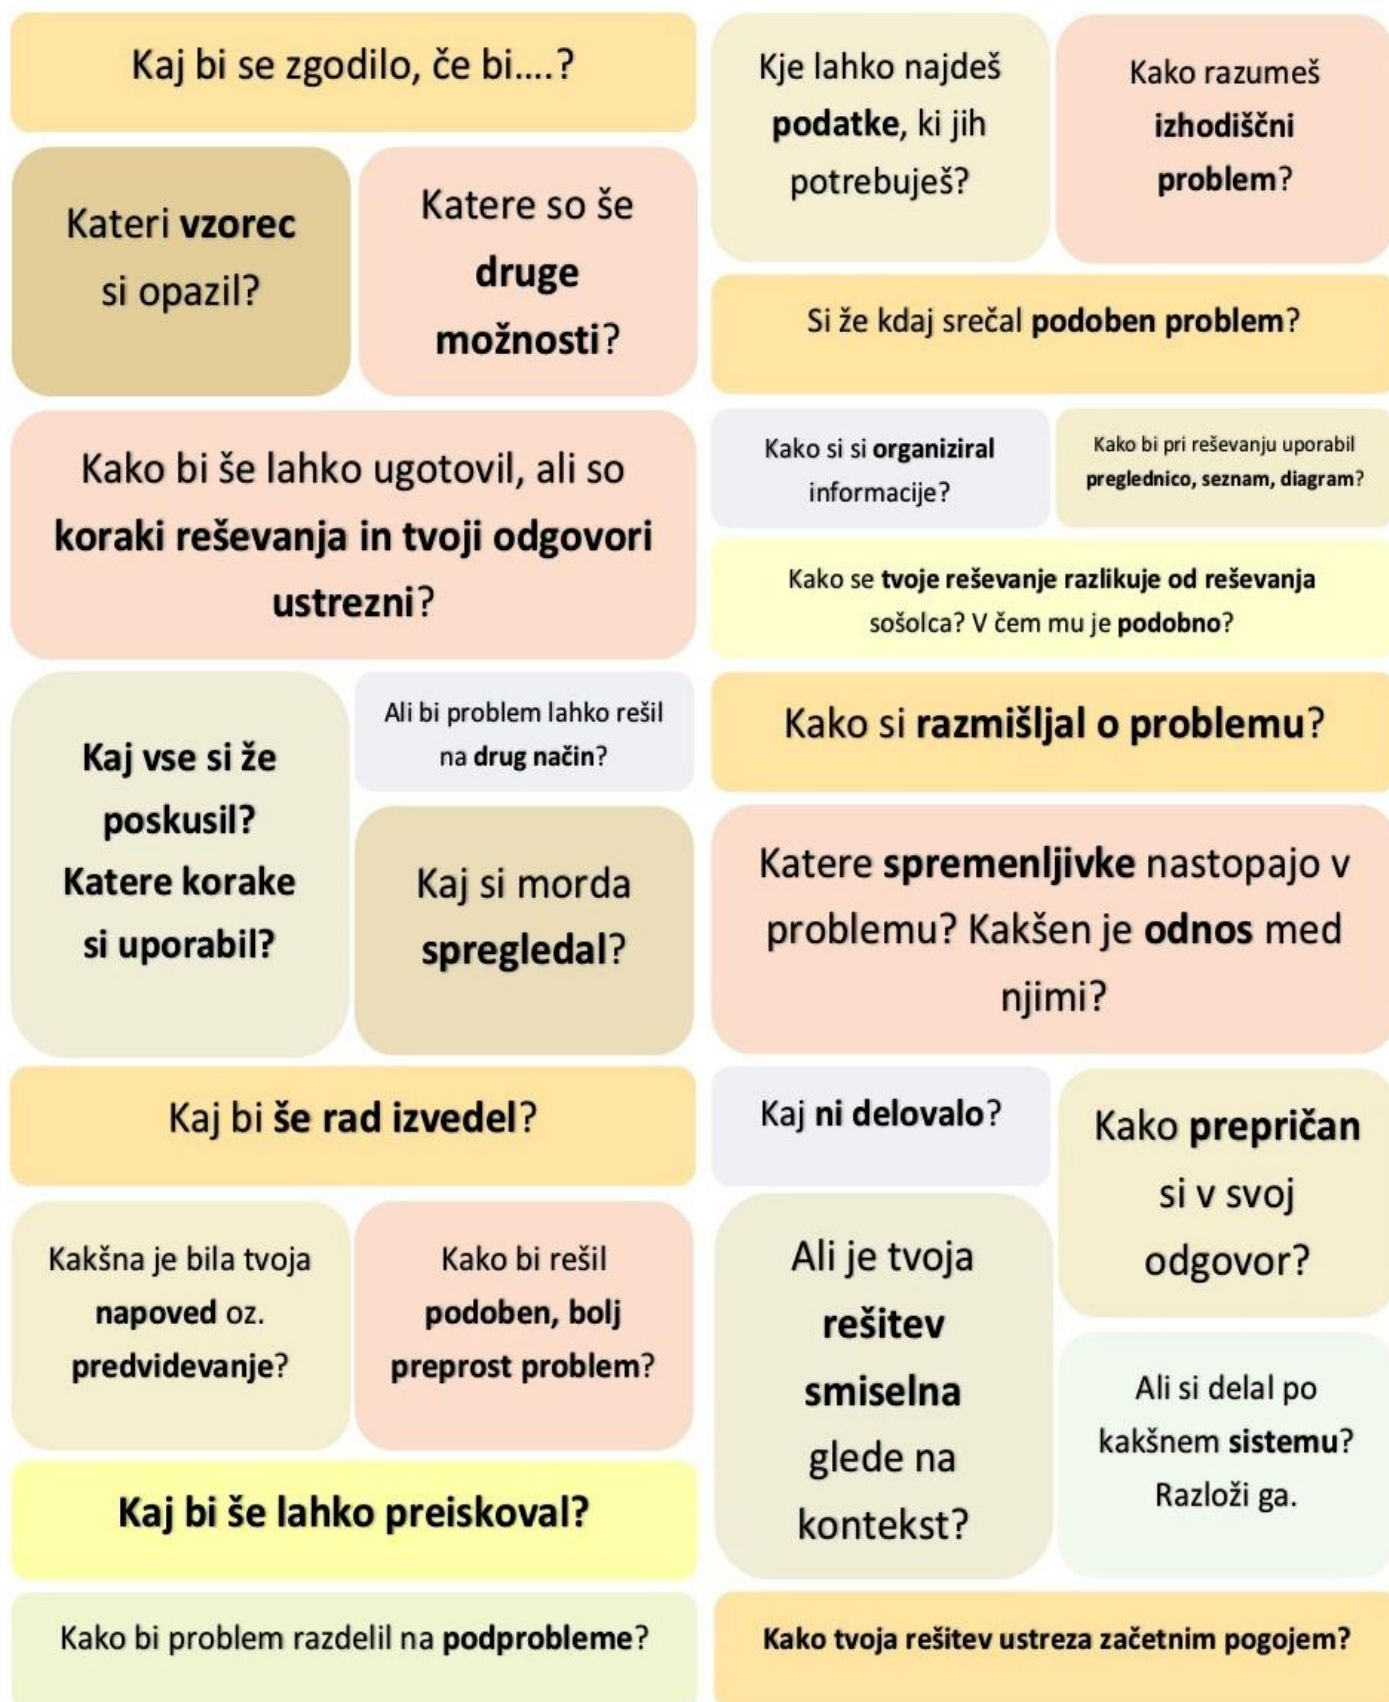 Kaj bi se zgodilo, če bi....?
Kateri vzorec
si opazil?
Katere so še
druge
možnosti?
Kako bi še lahko ugotovil, ali so
koraki reševanja in tvoji odgovori
ustrezni?
Kaj vse si že
poskusil?
Katere korake
si uporabil?
Ali bi problem lahko rešil
na drug način?
Kaj si morda
spregledal?
Kaj bi še rad izvedel?
Kakšna je bila tvoja
napoved oz.
predvidevanje?
Kako bi rešil
podoben, bolj
preprost problem?
Kaj bi še lahko preiskoval?
Kako bi problem razdelil na podprobleme?
Kje lahko najdeš
podatke, ki jih
potrebuješ?
Kako razumeš
izhodiščni
problem?
Si že kdaj srečal podoben problem?
Kako si si organiziral
informacije?
Kako bi pri reševanju uporabil
preglednico, seznam, diagram?
Kako se tvoje reševanje razlikuje od reševanja
sošolca? V čem mu je podobno?
Kako si razmišljal o problemu?
Katere spremenljivke nastopajo v
problemu? Kakšen je odnos med
njimi?
Kaj ni delovalo?
Kako prepričan
si v svoj
odgovor?
Ali je tvoja
rešitev
smiselna
glede na
kontekst?
Ali si delal po
kakšnem sistemu?
Razloži ga.
Kako tvoja rešitev ustreza začetnim pogojem?